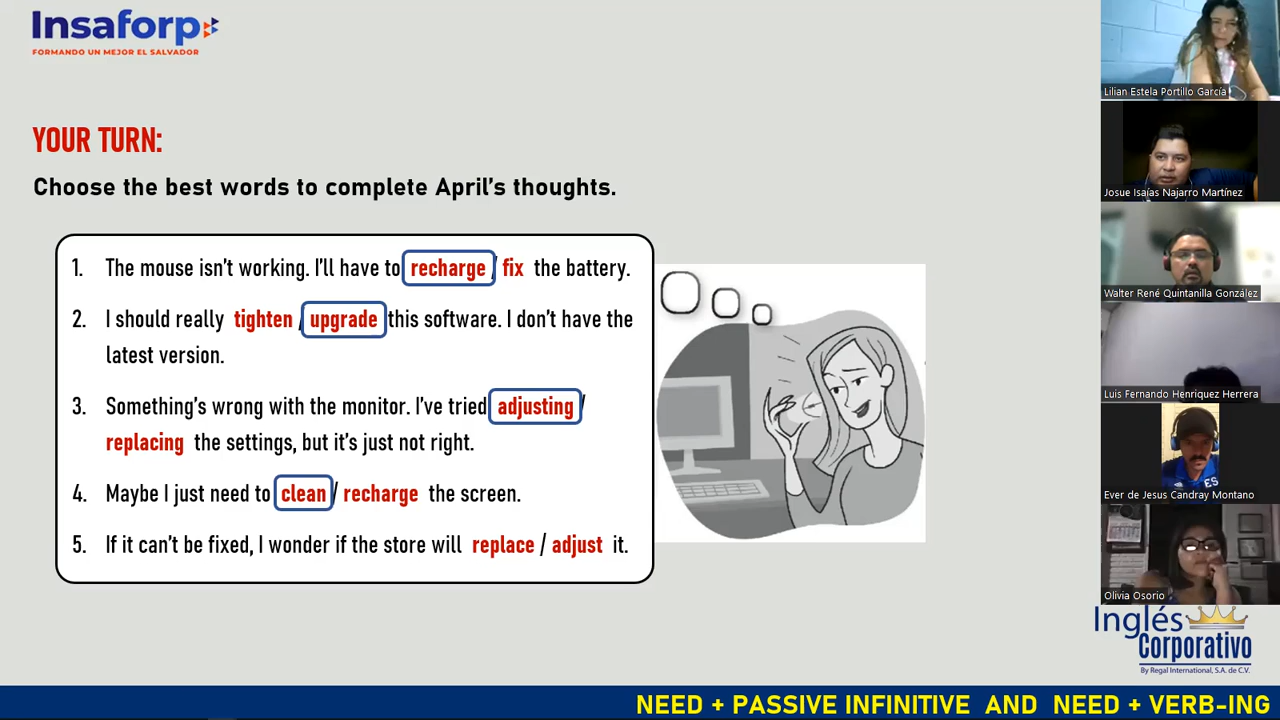 Insaforp
FORMANDO UN MEJOR EL SALVADOR
YOUR TURN:
Choose the best words to complete April's thoughts.
1. The mouse isn't working. I'll have to recharge / fix the battery.
2. I should really tighten / upgrade this software. I don't have the
latest version.
3. Something's wrong with the monitor. I've tried adjusting /
replacing the settings, but it's just not right.
4. Maybe I just need to clean / recharge the screen.
5. If it can't be fixed, I wonder if the store will replace / adjust it.
Lilian Estela Portillo García
Josue Isaías Najarro Martínez
Walter René Quintanilla González
Luis Fernando Henriquez Herrera
ES
Ever de Jesus Candray Montano
Olivia Osorio
Inglés
Corporativo
By Regal International, S.A. de C.V.
NEED + PASSIVE INFINITIVE AND NEED + VERB-ING